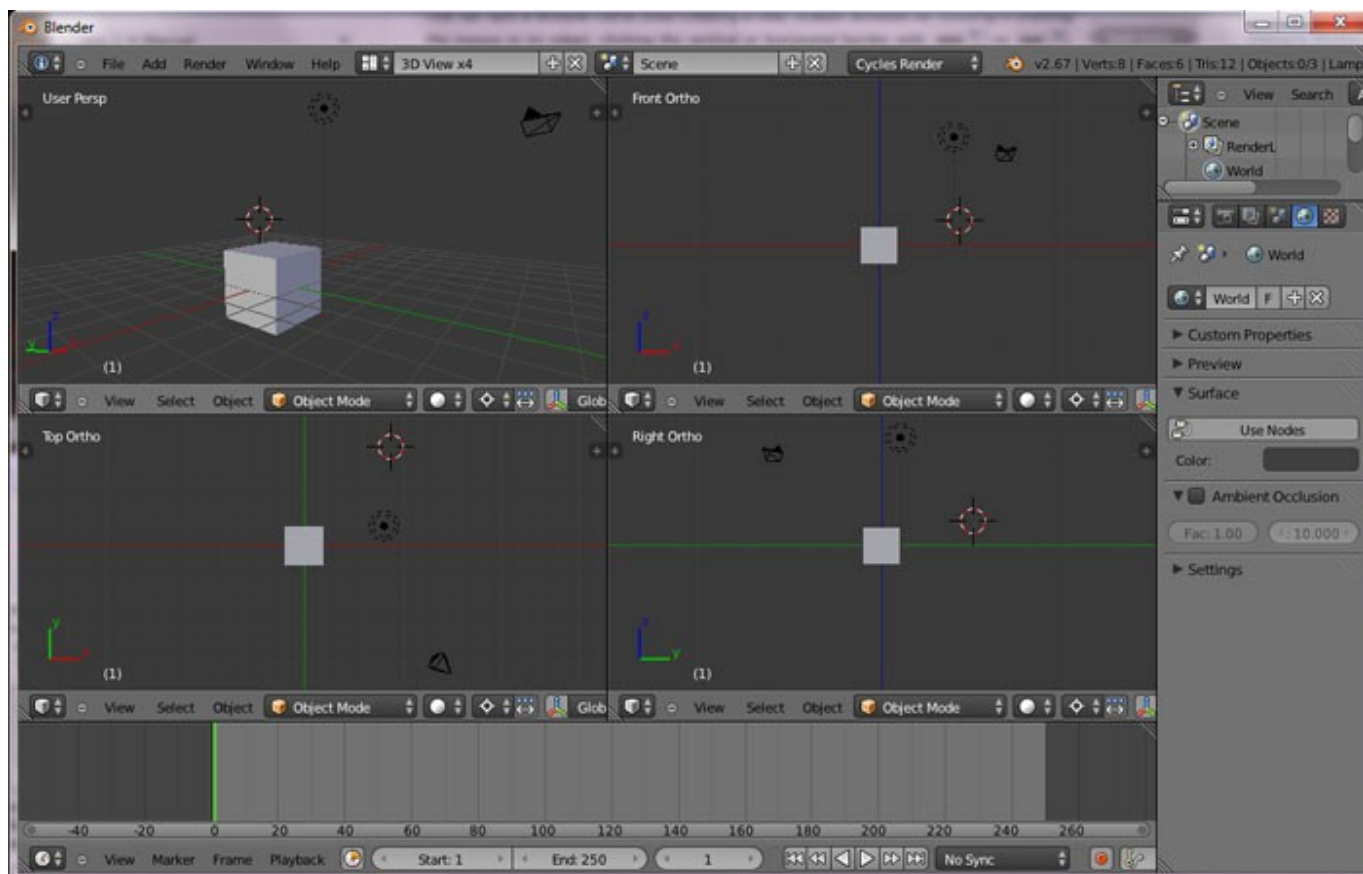 Blender
File Add Render Window Help 3D View x4 Scene Cycles Render v2.67 | Verts:8 | Faces:6 | Tris:12 | Objects:0/3 | Lamp
User Persp
Front Ortho
View Search
Scene
RenderL
World
World
World F
Custom Properties
Preview
Surface
Use Nodes
Color:
Ambient Occlusion
Fac: 1.00 : 10.000
Settings
z
y x
(1)
z
x
(1)
View Select Object Object Mode Glob
View Select Object Object Mode
Top Ortho
Right Ortho
y
x
(1)
z
y
(1)
View Select Object Object Mode Glob
View Select Object Object Mode
-40 -20 0 20 40 60 80 100 120 140 160 180 200 220 240 260
View Marker Frame Playback Start: 1 End: 250 1 No Sync